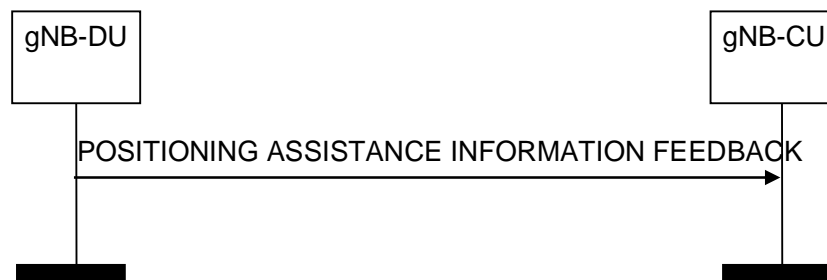 gNB-DU
gNB-CU
POSITIONING ASSISTANCE INFORMATION FEEDBACK